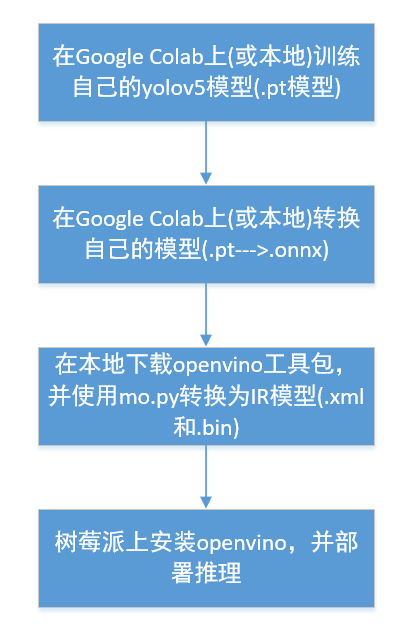 在Google Colab上(或本地)训练
自己的yolov5模型(.pt模型)
在Google Colab上(或本地)转换
自己的模型(.pt--->.onnx)
在本地下载openvino工具包，
并使用mo.py转换为IR模型(.xml
和.bin)
树莓派上安装openvino，并部
署推理